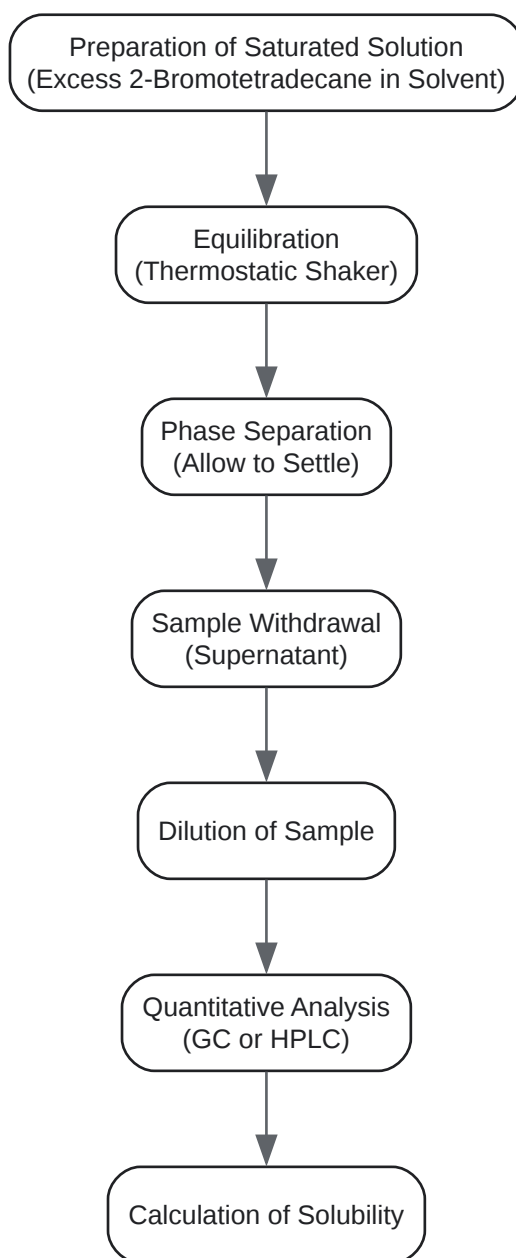 Preparation of Saturated Solution
(Excess 2-Bromotetradecane in Solvent)
Equilibration
(Thermostatic Shaker)
Phase Separation
(Allow to Settle)
Sample Withdrawal
(Supernatant)
Dilution of Sample
Quantitative Analysis
(GC or HPLC)
Calculation of Solubility